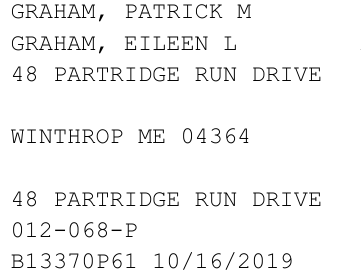 GRAHAM, PATRICK M
GRAHAM, EILEEN L
48 PARTRIDGE RUN DRIVE
WINTHROP ME 04364
48 PARTRIDGE RUN DRIVE
012-068-P
B13370P61 10/16/2019